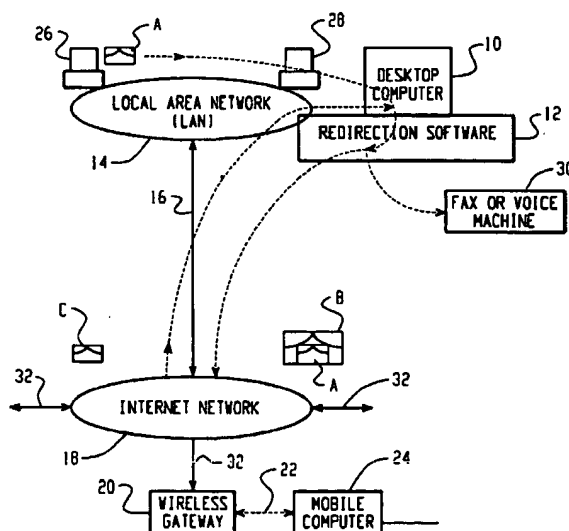 26
A
28
10
DESKTOP
COMPUTER
LOCAL AREA NETWORK
(LAN)
REDIRECTION SOFTWARE
12
14
16
30
FAX OR VOICE
MACHINE
C
B
A
32
32
INTERNET NETWORK
18
32
24
20
22
WIRELESS
GATEWAY
MOBILE
COMPUTER